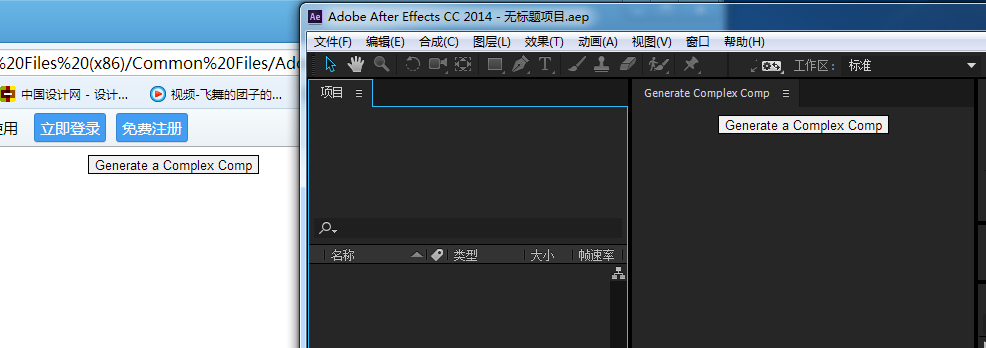 Adobe After Effects CC 2014 - 无标题项目.aep
文件(F) 编辑(E) 合成(C) 图层(L) 效果(T) 动画(A) 视图(V) 窗口 帮助(H)
%20Files%20(x86)/Common%20Files/Ado
工作区: 标准
中国设计网 - 设计... 视频-飞舞的团子的...
项目
Generate Complex Comp
使用 立即登录 免费注册
Generate a Complex Comp
Generate a Complex Comp
名称 类型 大小 帧速率